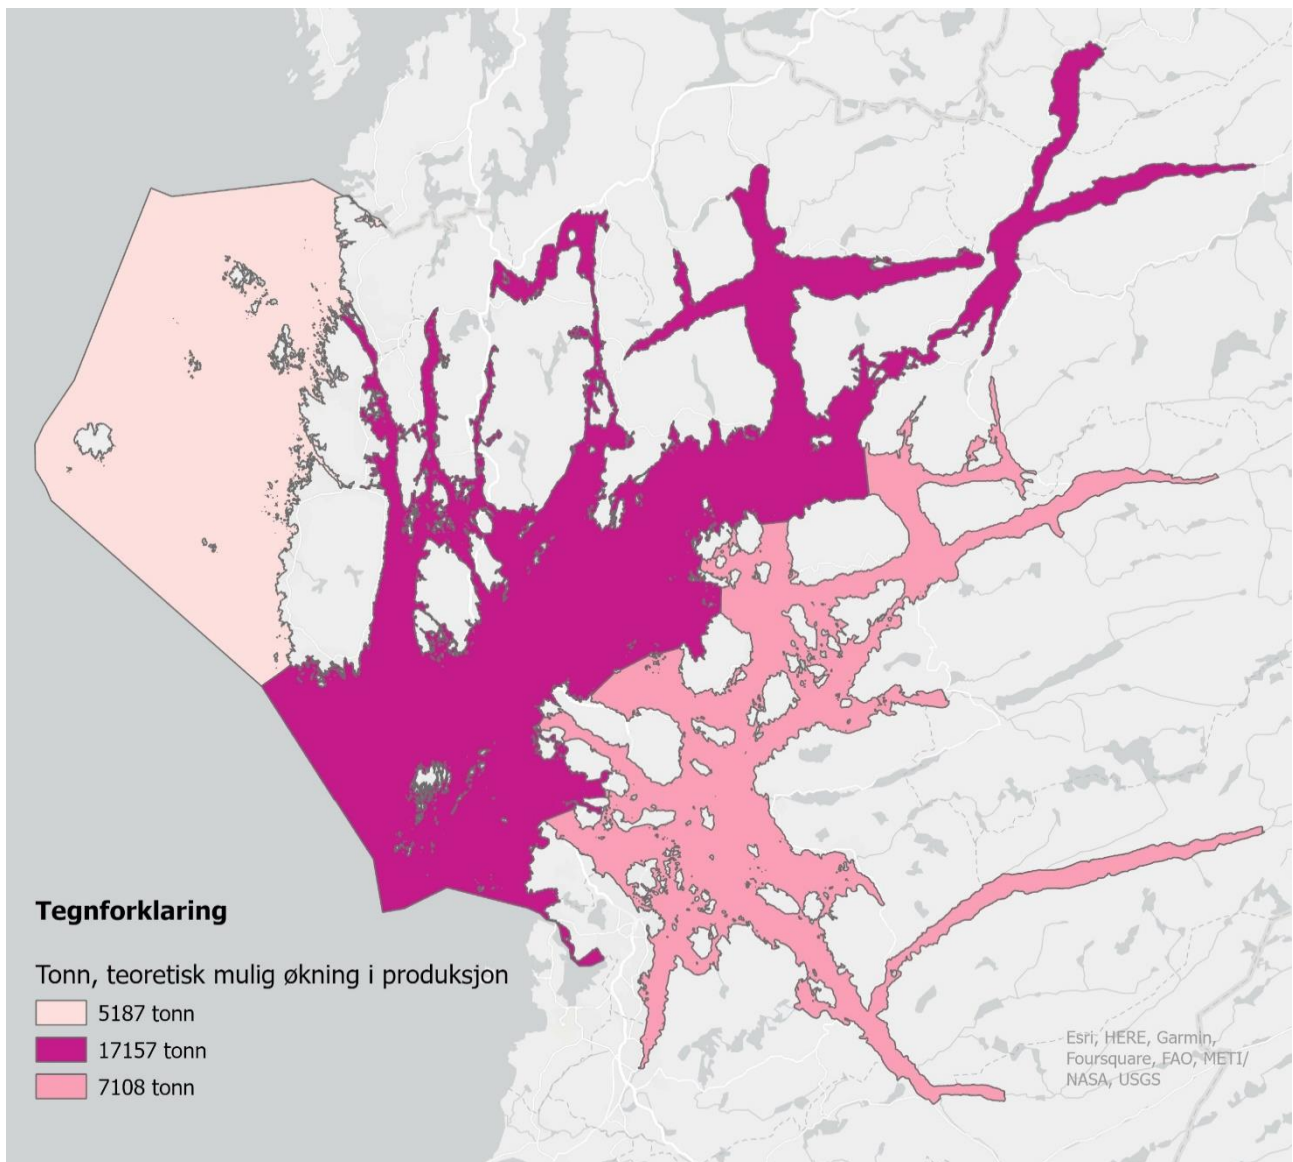 Tegnforklaring
Tonn, teoretisk mulig økning i produksjon
5187 tonn
17157 tonn
7108 tonn
Esri, HERE, Garmin,
Foursquare, FAO, METI/
NASA, USGS